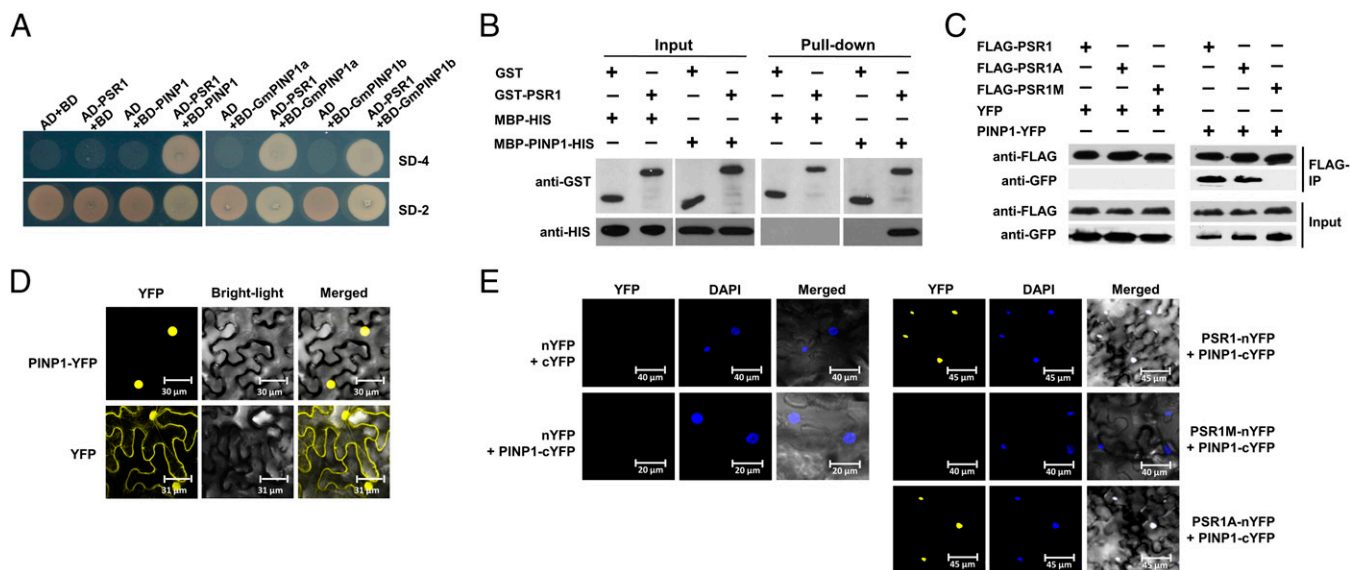 A
AD+BD
AD-PSR1
+BD
AD
+BD-PINP1
AD-PSR1
+BD-PINP1
AD
+BD-GmPINP1a
AD-PSR1
+BD-GmPINP1a
AD
+BD-GmPINP1b
AD-PSR1
+BD-GmPINP1b
SD-4
SD-2
B
Input Pull-down
GST + − + − + − + −
GST-PSR1 − + − + − + − +
MBP-HIS + + − − + + − −
MBP-PINP1-HIS − − + + − − + +
anti-GST
anti-HIS
C
FLAG-PSR1 + − − + − −
FLAG-PSR1A − + − − + −
FLAG-PSR1M − − + − − +
YFP + + + − − −
PINP1-YFP − − − + + +
anti-FLAG
anti-GFP
FLAG-
IP
anti-FLAG
anti-GFP
Input
D
YFP Bright-light Merged
PINP1-YFP
30 µm 30 µm 30 µm
YFP
31 µm 31 µm 31 µm
E
YFP DAPI Merged
nYFP
+ cYFP
40 µm 40 µm 40 µm
nYFP
+ PINP1-cYFP
20 µm 20 µm 20 µm
YFP DAPI Merged
45 µm 45 µm 45 µm
PSR1-nYFP
+ PINP1-cYFP
40 µm 40 µm 40 µm
PSR1M-nYFP
+ PINP1-cYFP
45 µm 45 µm 45 µm
PSR1A-nYFP
+ PINP1-cYFP